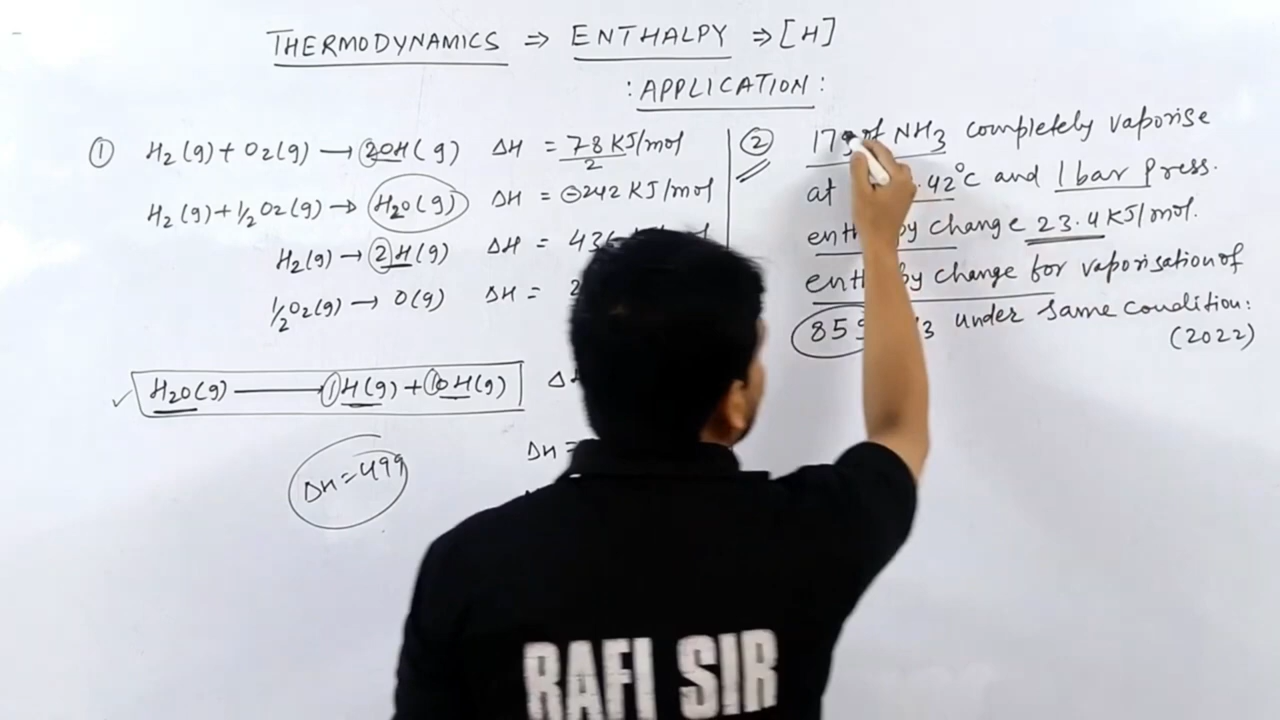 THERMODYNAMICS ⇒ ENTHALPY ⇒ [H]
: APPLICATION :
① H2(g) + O2(g) → 2OH(g) ΔH = 78 KJ/mol
2
H2(g) + 1/2 O2(g) → H2O(g) ΔH = -242 KJ/mol
H2(g) → 2H(g) ΔH =
1/2 O2(g) → O(g) ΔH =
H2O(g) → 1H(g) + 1OH(g)
ΔH =
ΔH = 499
② 17g of NH3 completely vaporise
at .42°C and 1 bar press.
enthalpy change 23.4 KJ/mol.
enthalpy change for vaporisation of
85g under same condition:
(2022)
RAFI SIR